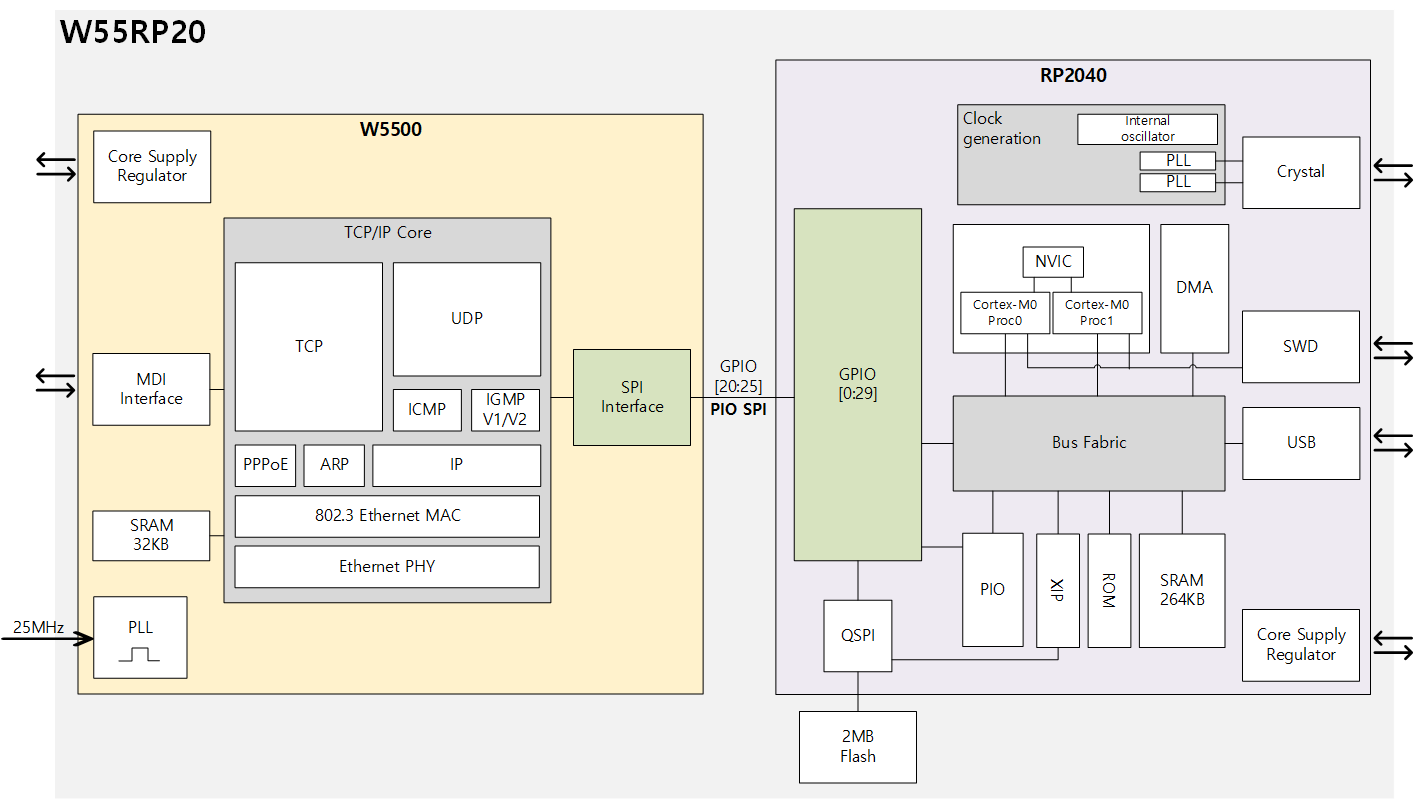 W55RP20
W5500
Core Supply
Regulator
TCP/IP Core
TCP
UDP
ICMP
IGMP
V1/V2
PPPoE
ARP
IP
802.3 Ethernet MAC
Ethernet PHY
MDI
Interface
SRAM
32KB
25MHz
PLL
SPI
Interface
GPIO
[20:25]
PIO SPI
RP2040
Clock
generation
Internal
oscillator
PLL
PLL
Crystal
GPIO
[0:29]
NVIC
Cortex-M0
Proc0
Cortex-M0
Proc1
DMA
SWD
Bus Fabric
USB
PIO
XIP
ROM
SRAM
264KB
QSPI
Core Supply
Regulator
2MB
Flash